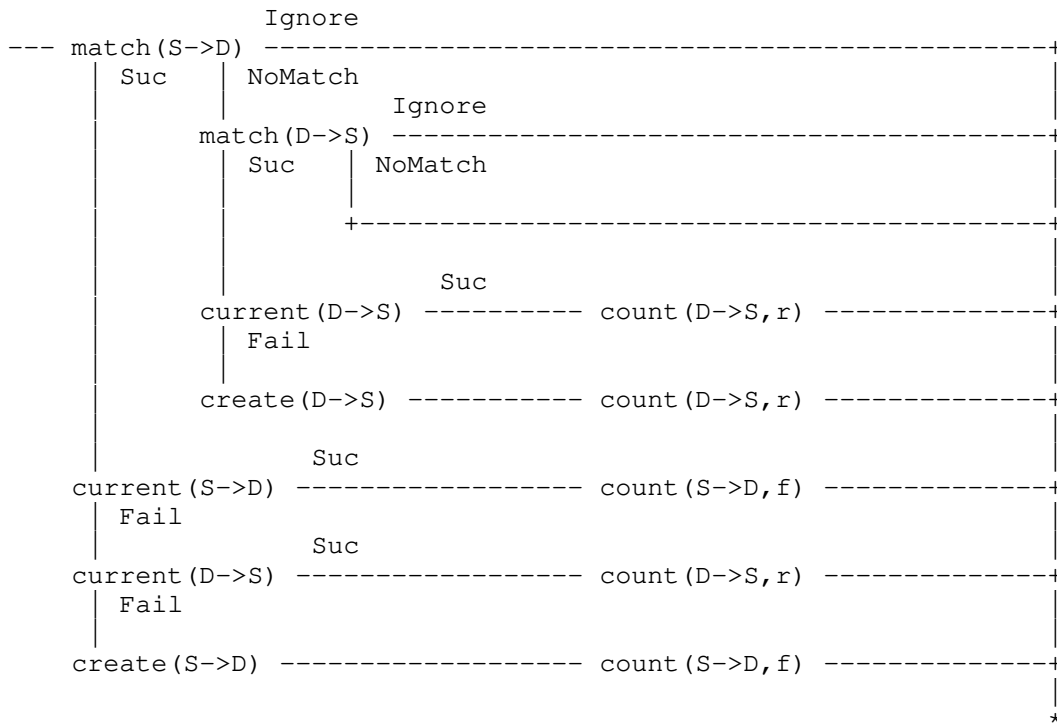 Ignore
--- match(S->D) -------------------------------------------------+
| Suc | NoMatch |
| | Ignore |
| match(D->S) -----------------------------------------+
| | Suc | NoMatch |
| | | |
| | +-------------------------------------------+
| | |
| | Suc |
| current(D->S) ---------- count(D->S,r) --------------+
| | Fail |
| | |
| create(D->S) ----------- count(D->S,r) --------------+
| |
| Suc |
current(S->D) ------------------ count(S->D,f) --------------+
| Fail |
| Suc |
current(D->S) ------------------ count(D->S,r) --------------+
| Fail |
| |
create(S->D) ------------------- count(S->D,f) --------------+
|
*